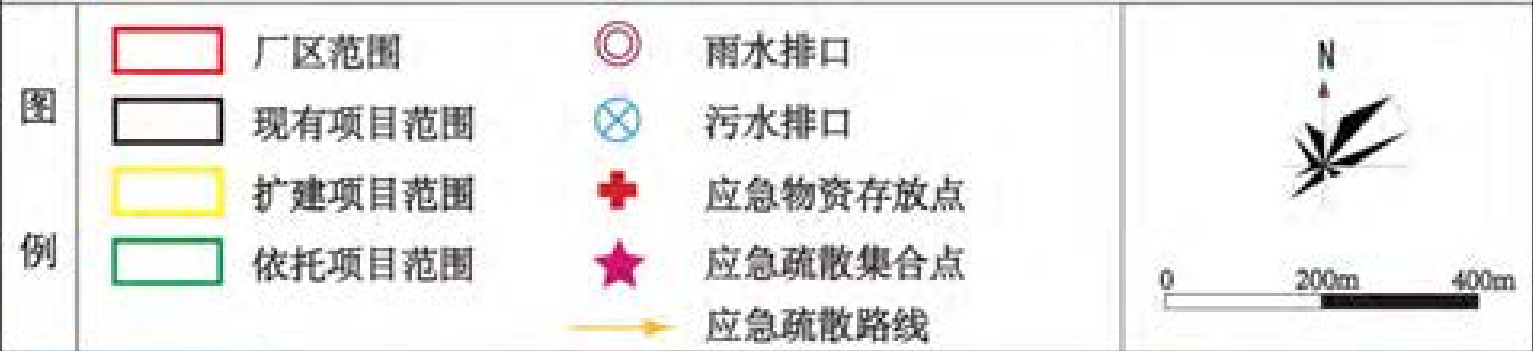 图例
厂区范围
现有项目范围
扩建项目范围
依托项目范围
雨水排口
污水排口
应急物资存放点
应急疏散集合点
应急疏散路线
N
0 200m 400m